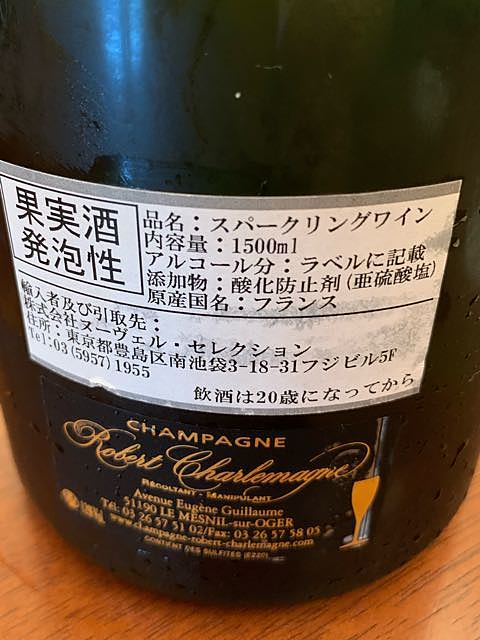 果実酒
発泡性
品名：スパークリングワイン
内容量：1500ml
アルコール分：ラベルに記載
添加物：酸化防止剤(亜硫酸塩)
原産国名：フランス
輸入者及び引取先：
株式会社ヌーヴェル・セレクション
住所：東京都豊島区南池袋3-18-31フジビル5F
Tel:03(5957)1955
飲酒は20歳になってから
CHAMPAGNE
Robert Charlemagne
RÉCOLTANT - MANIPULANT
Avenue Eugène Guillaume
51190 LE MESNIL-sur-OGER
Tél. 03 26 57 51 02/Fax: 03 26 57 58 05
www.champagne-robert-charlemagne.com
CONTIENT DES SULFITES (E220)